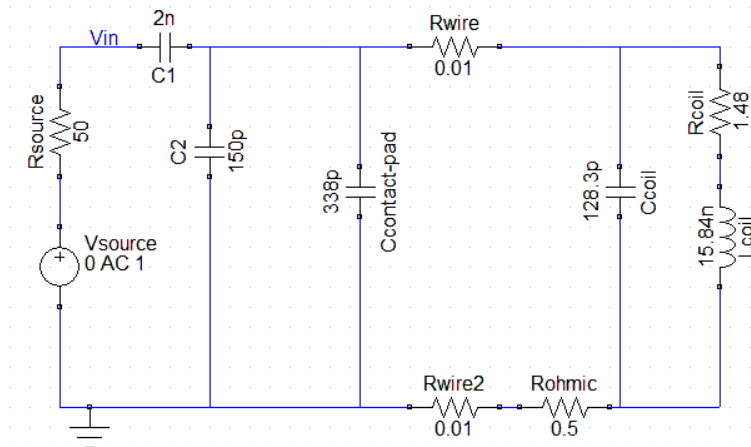 2n
Vin
C1
Rwire
0.01
Rsource
50
C2
150p
338p
Ccontact-pad
128.3p
Ccoil
Rcoil
1.48
15.84n
Lcoil
Vsource
0 AC 1
Rwire2
0.01
Rohmic
0.5